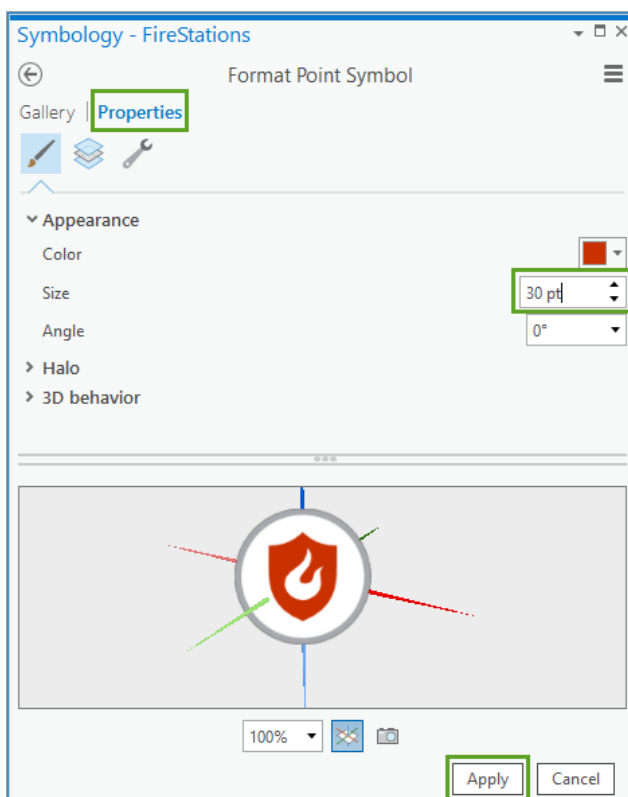 Symbology - FireStations
Format Point Symbol
Gallery | Properties
Appearance
Color
Size 30 pt
Angle 0°
Halo
3D behavior
100%
Apply Cancel